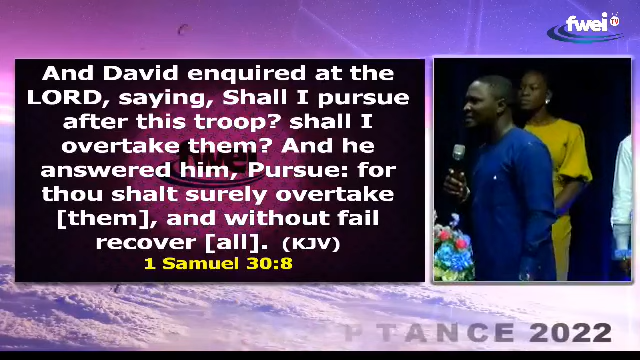 fwei TV
And David enquired at the
LORD, saying, Shall I pursue
after this troop? shall I
overtake them? And he
answered him, Pursue: for
thou shalt surely overtake
[them], and without fail
recover [all]. (KJV)
1 Samuel 30:8
PTANCE 2022